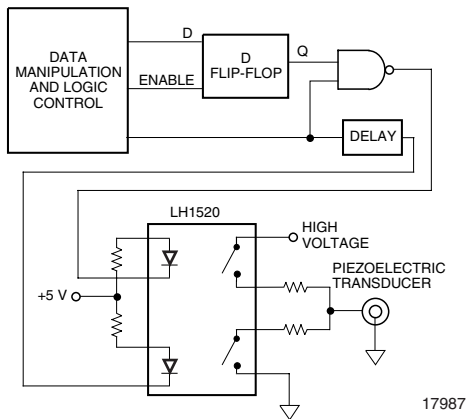 DATA
MANIPULATION
AND LOGIC
CONTROL
D
ENABLE
D
FLIP-FLOP
Q
DELAY
LH1520
HIGH
VOLTAGE
PIEZOELECTRIC
TRANSDUCER
+5 V
17987